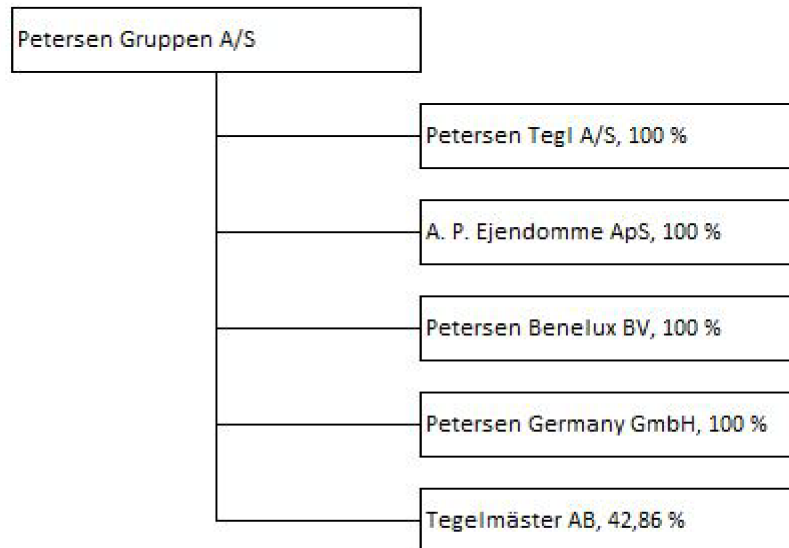 Petersen Gruppen A/S
Petersen Tegl A/S, 100 %
A. P. Ejendomme ApS, 100 %
Petersen Benelux BV, 100 %
Petersen Germany GmbH, 100 %
Tegelmäster AB, 42,86 %